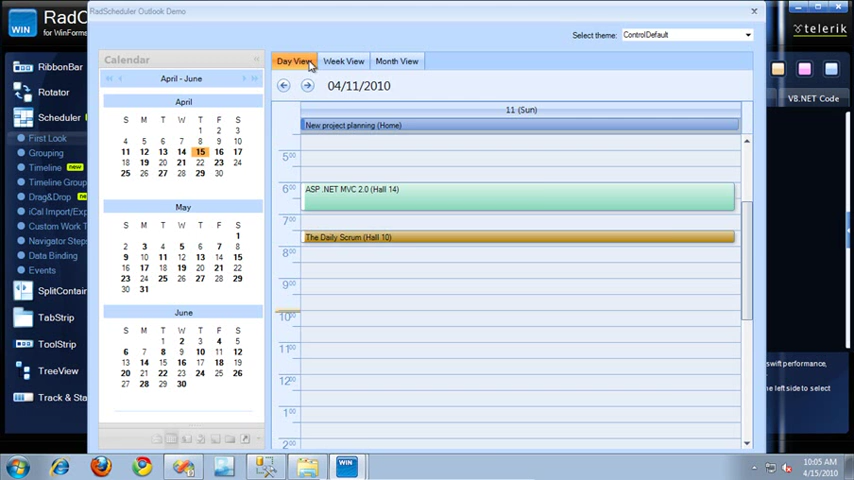 RadScheduler Outlook Demo
WIN
for WinForms
telerik
Select theme:
ControlDefault
RibbonBar
Rotator
Scheduler
First Look
Grouping
Timeline new
Timeline Group
Drag&Drop
iCal Import/Exp
Custom Work T
Navigator Steps
Data Binding
Events
SplitContain
TabStrip
ToolStrip
TreeView
Track & Sta
Calendar
April - June
April
S M T W T F S
1 2 3
4 5 6 7 8 9 10
11 12 13 14 15 16 17
18 19 20 21 22 23 24
25 26 27 28 29 30
May
S M T W T F S
1
2 3 4 5 6 7 8
9 10 11 12 13 14 15
16 17 18 19 20 21 22
23 24 25 26 27 28 29
30 31
June
S M T W T F S
1 2 3 4 5
6 7 8 9 10 11 12
13 14 15 16 17 18 19
20 21 22 23 24 25 26
27 28 29 30
Day View
Week View
Month View
04/11/2010
11 (Sun)
New project planning (Home)
5 00
6 00
ASP .NET MVC 2.0 (Hall 14)
7 00
The Daily Scrum (Hall 10)
8 00
9 00
10 00
11 00
12 00
1 00
2 00
VB.NET Code
swift performance,
he left side to select
WIN
10:05 AM
4/15/2010